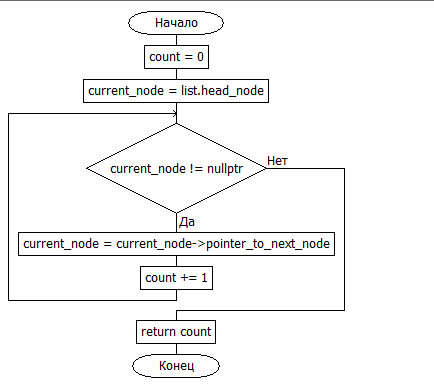 Начало
count = 0
current_node = list.head_node
current_node != nullptr
Нет
Да
current_node = current_node->pointer_to_next_node
count += 1
return count
Конец